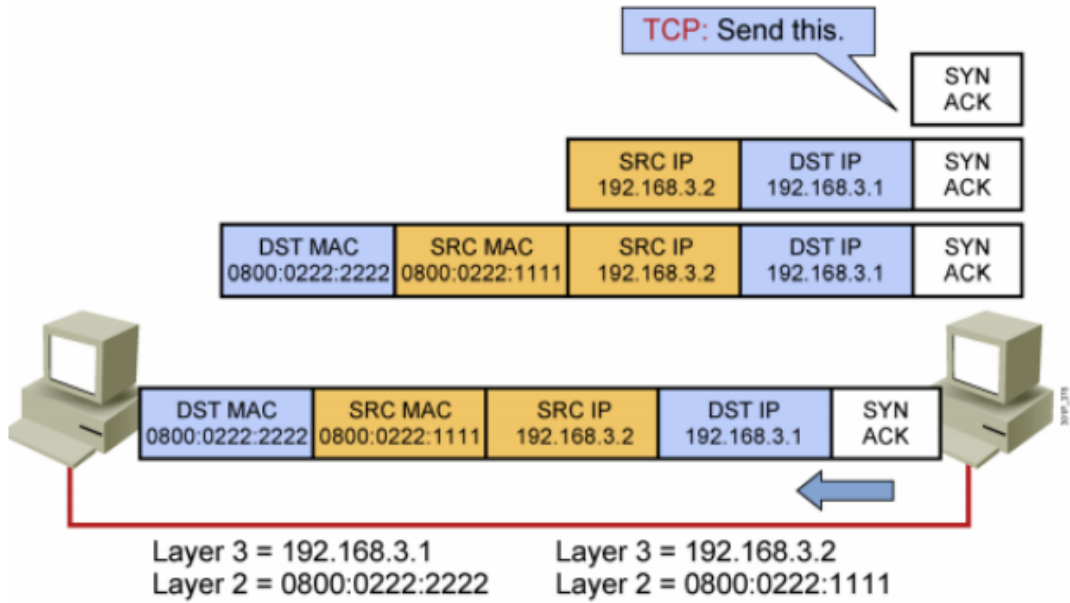 TCP: Send this.
SYN
ACK
SRC IP
192.168.3.2
DST IP
192.168.3.1
SYN
ACK
DST MAC
0800:0222:2222
SRC MAC
0800:0222:1111
SRC IP
192.168.3.2
DST IP
192.168.3.1
SYN
ACK
DST MAC
0800:0222:2222
SRC MAC
0800:0222:1111
SRC IP
192.168.3.2
DST IP
192.168.3.1
SYN
ACK
Layer 3 = 192.168.3.1
Layer 2 = 0800:0222:2222
Layer 3 = 192.168.3.2
Layer 2 = 0800:0222:1111